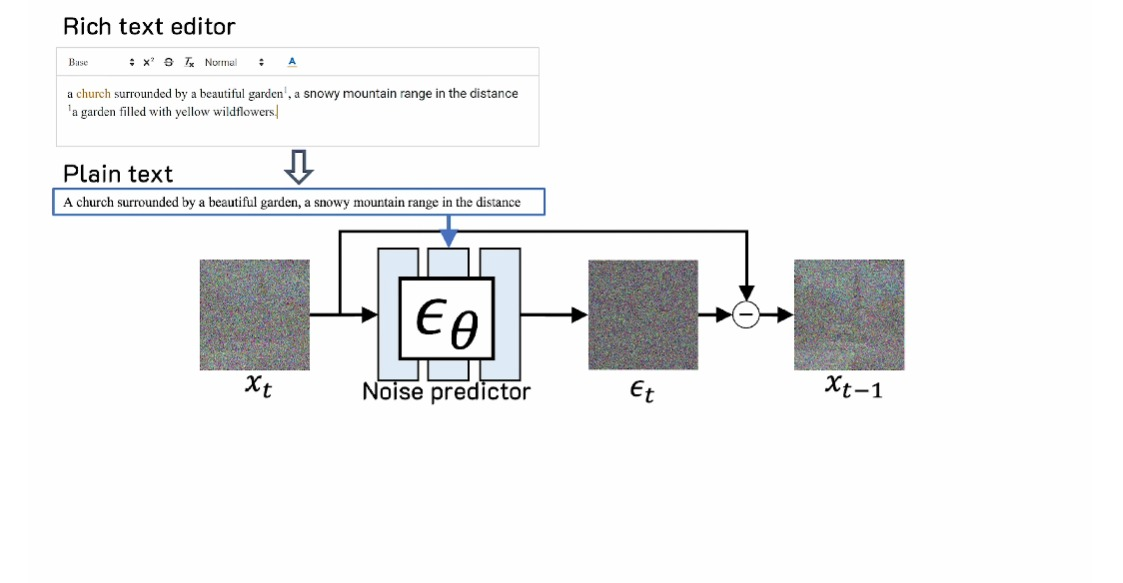 Rich text editor
Base X² S Tx Normal A
a church surrounded by a beautiful garden¹, a snowy mountain range in the distance
¹a garden filled with yellow wildflowers.
Plain text
A church surrounded by a beautiful garden, a snowy mountain range in the distance
ϵθ
−
xt
Noise predictor
ϵt
xt−1